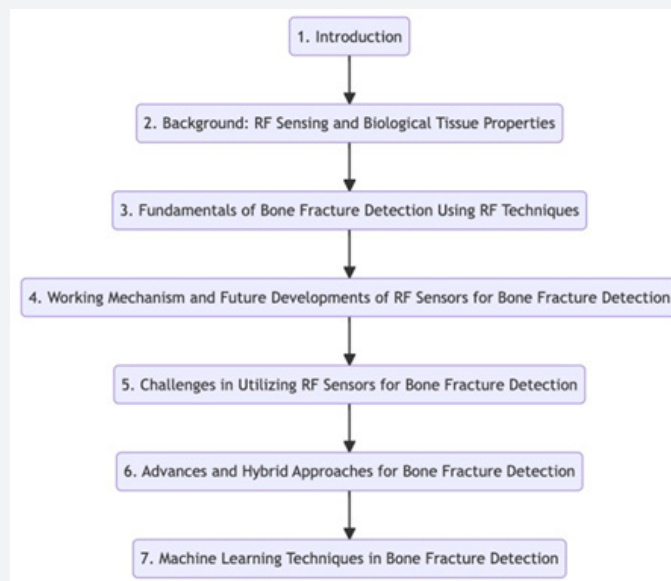 1. Introduction
2. Background: RF Sensing and Biological Tissue Properties
3. Fundamentals of Bone Fracture Detection Using RF Techniques
4. Working Mechanism and Future Developments of RF Sensors for Bone Fracture Detection
5. Challenges in Utilizing RF Sensors for Bone Fracture Detection
6. Advances and Hybrid Approaches for Bone Fracture Detection
7. Machine Learning Techniques in Bone Fracture Detection